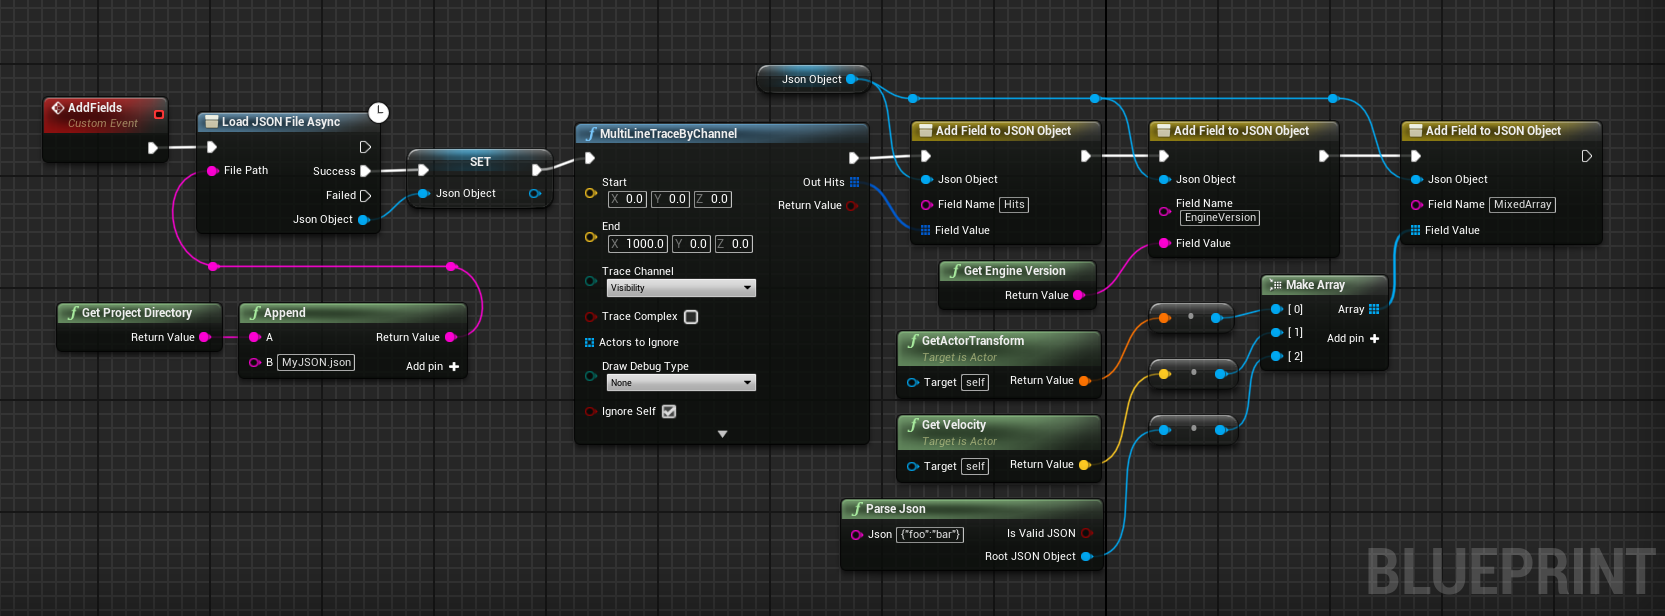 AddFields
Custom Event
Load JSON File Async
File Path
Success
Failed
Json Object
Get Project Directory
Return Value
Append
A
Return Value
B MyJSON.json
Add pin
SET
Json Object
MultiLineTraceByChannel
Start
X 0.0 Y 0.0 Z 0.0
Out Hits
Return Value
End
X 1000.0 Y 0.0 Z 0.0
Trace Channel
Visibility
Trace Complex
Actors to Ignore
Draw Debug Type
None
Ignore Self
Json Object
Add Field to JSON Object
Json Object
Field Name Hits
Field Value
Get Engine Version
Return Value
Add Field to JSON Object
Json Object
Field Name
EngineVersion
Field Value
Add Field to JSON Object
Json Object
Field Name MixedArray
Field Value
Make Array
[ 0] Array
[ 1]
Add pin
[ 2]
GetActorTransform
Target is Actor
Target self Return Value
Get Velocity
Target is Actor
Target self Return Value
Parse Json
Json {"foo":"bar"} Is Valid JSON
Root JSON Object
BLUEPRINT